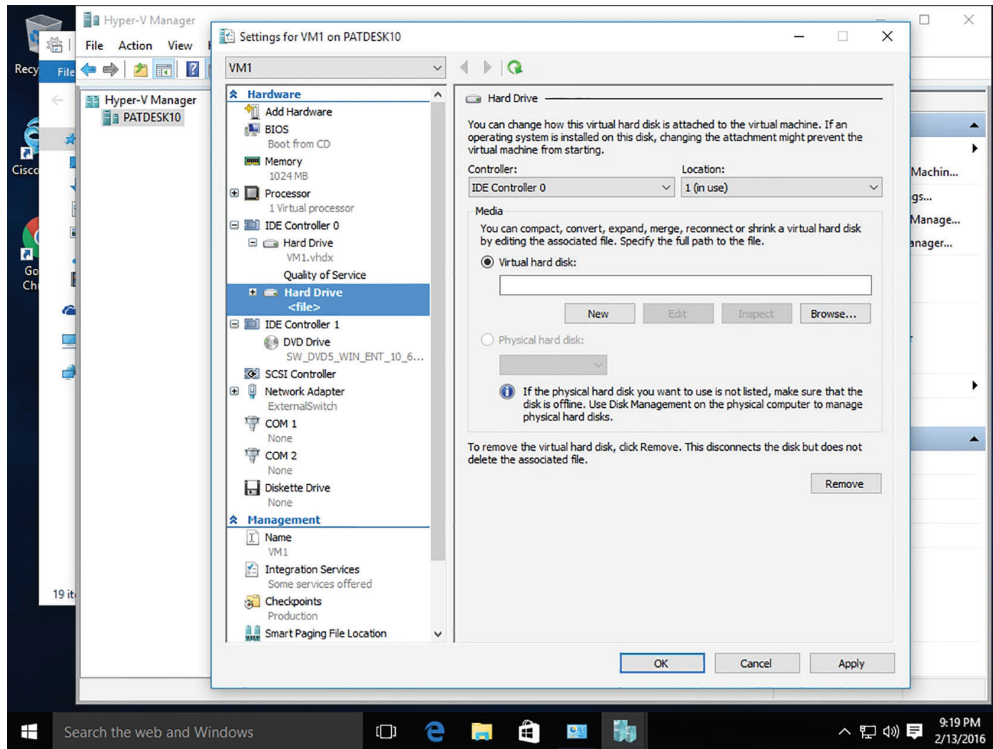 Hyper-V Manager
File Action View
Recy
File
Cisco
Go
Chr
19 it
Hyper-V Manager
PATDESK10
Settings for VM1 on PATDESK10
VM1
Hardware
Add Hardware
BIOS
Boot from CD
Memory
1024 MB
Processor
1 Virtual processor
IDE Controller 0
Hard Drive
VM1.vhdx
Quality of Service
Hard Drive
<file>
IDE Controller 1
DVD Drive
SW_DVD5_WIN_ENT_10_6...
SCSI Controller
Network Adapter
ExternalSwitch
COM 1
None
COM 2
None
Diskette Drive
None
Management
Name
VM1
Integration Services
Some services offered
Checkpoints
Production
Smart Paging File Location
Hard Drive
You can change how this virtual hard disk is attached to the virtual machine. If an
operating system is installed on this disk, changing the attachment might prevent the
virtual machine from starting.
Controller: Location:
IDE Controller 0 1 (in use)
Media
You can compact, convert, expand, merge, reconnect or shrink a virtual hard disk
by editing the associated file. Specify the full path to the file.
Virtual hard disk:
New Edit Inspect Browse...
Physical hard disk:
If the physical hard disk you want to use is not listed, make sure that the
disk is offline. Use Disk Management on the physical computer to manage
physical hard disks.
To remove the virtual hard disk, click Remove. This disconnects the disk but does not
delete the associated file.
Remove
OK Cancel Apply
Machin...
gs...
Manage...
anager...
Search the web and Windows
9:19 PM
2/13/2016